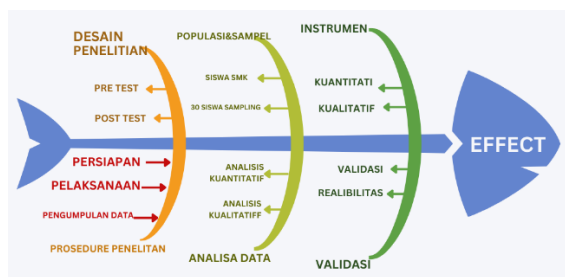 DESAIN
PENELITIAN
PRE TEST
POST TEST
PERSIAPAN
PELAKSANAAN
PENGUMPULAN DATA
PROSEDURE PENELITAN
POPULASI&SAMPEL
SISWA SMK
30 SISWA SAMPLING
ANALISIS
KUANTITATIF
ANALISIS
KUALITATIFF
ANALISA DATA
INSTRUMEN
KUANTITATI
KUALITATIF
VALIDASI
REALIBILITAS
VALIDASI
EFFECT